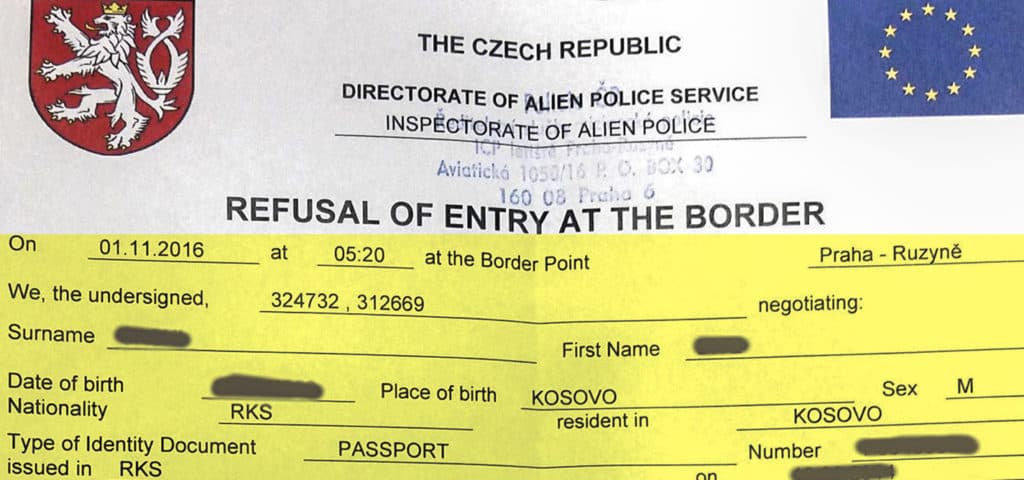 THE CZECH REPUBLIC
DIRECTORATE OF ALIEN POLICE SERVICE
INSPECTORATE OF ALIEN POLICE
Aviatická 1050/16 P. O. BOX 30
160 08 Praha 6
REFUSAL OF ENTRY AT THE BORDER
On 01.11.2016 at 05:20 at the Border Point Praha - Ruzyně
We, the undersigned, 324732 , 312669 negotiating:
Surname First Name
Date of birth Place of birth KOSOVO Sex M
Nationality RKS resident in KOSOVO
Type of Identity Document PASSPORT Number
issued in RKS on